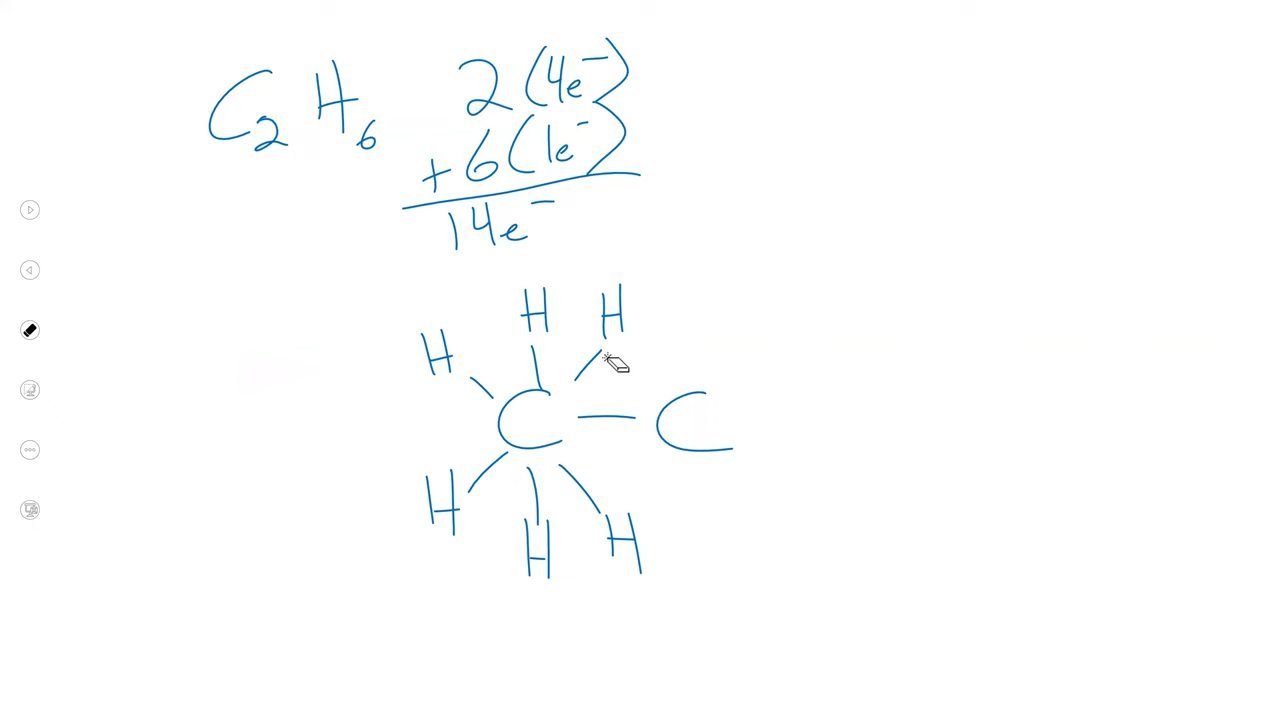 C₂H₆ 2(4e⁻)
+ 6(1e⁻)
14e⁻
H H
H
C — C
H
H H